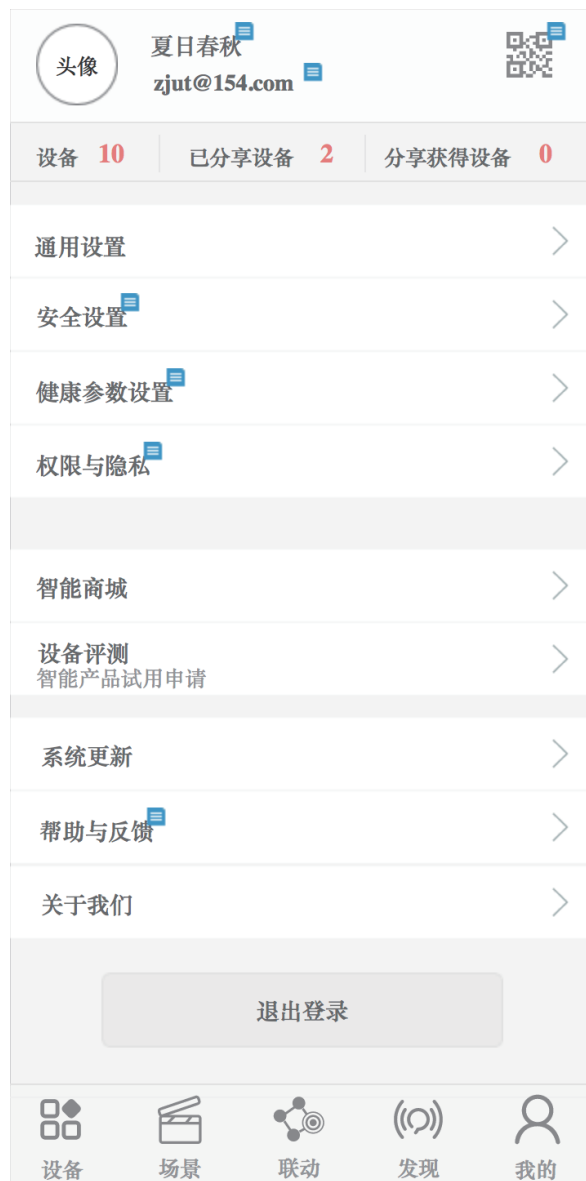 头像
夏日春秋
zjut@154.com
设备 10 已分享设备 2 分享获得设备 0
通用设置
安全设置
健康参数设置
权限与隐私
智能商城
设备评测
智能产品试用申请
系统更新
帮助与反馈
关于我们
退出登录
设备 场景 联动 发现 我的